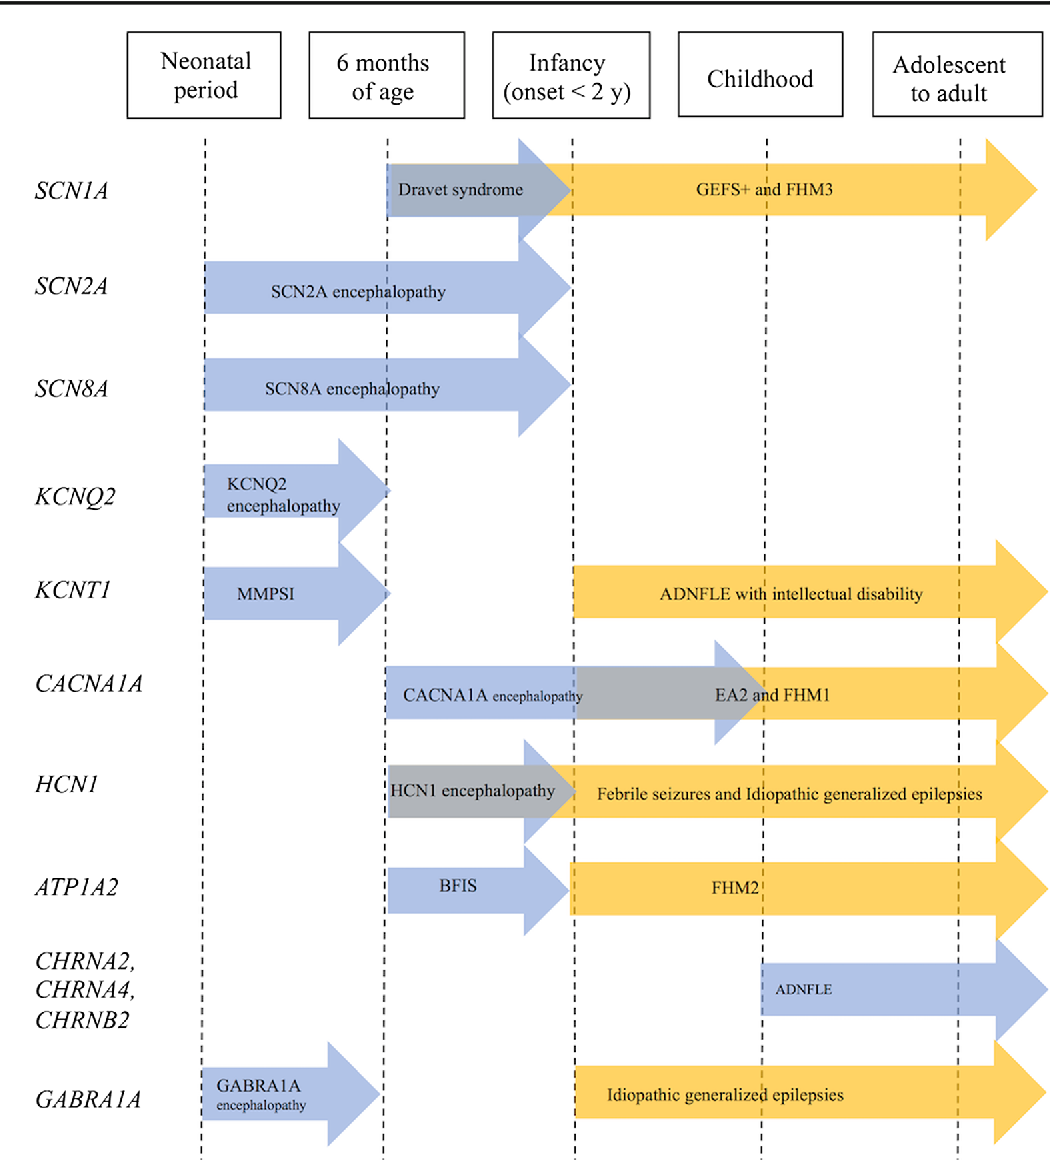 Neonatal
period
6 months
of age
Infancy
(onset < 2 y)
Childhood
Adolescent
to adult
SCN1A
Dravet syndrome
GEFS+ and FHM3
SCN2A
SCN2A encephalopathy
SCN8A
SCN8A encephalopathy
KCNQ2
KCNQ2
encephalopathy
KCNT1
MMPSI
ADNFLE with intellectual disability
CACNA1A
CACNA1A encephalopathy
EA2 and FHM1
HCN1
HCN1 encephalopathy
Febrile seizures and Idiopathic generalized epilepsies
ATP1A2
BFIS
FHM2
CHRNA2,
CHRNA4,
CHRNB2
ADNFLE
GABRA1A
GABRA1A
encephalopathy
Idiopathic generalized epilepsies